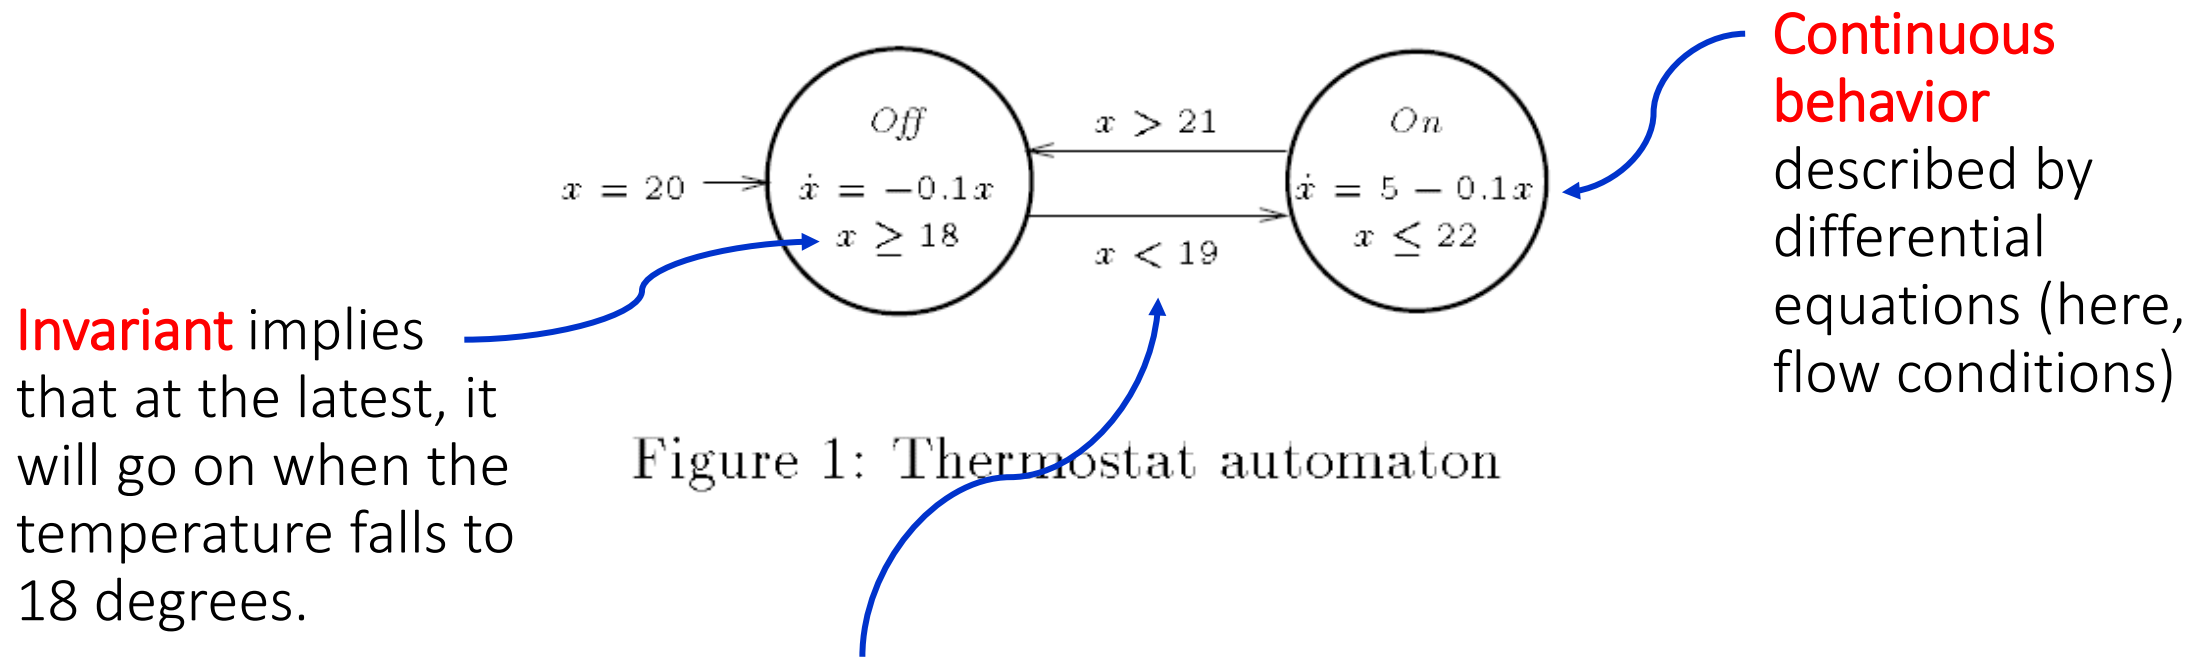 Off
ẋ = −0.1x
x ≥ 18
x = 20
x > 21
x < 19
On
ẋ = 5 − 0.1x
x ≤ 22
Continuous
behavior
described by
differential
equations (here,
flow conditions)
Invariant implies
that at the latest, it
will go on when the
temperature falls to
18 degrees.
Figure 1: Thermostat automaton